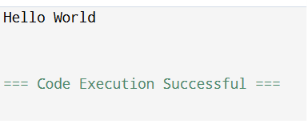 Hello World
=== Code Execution Successful ===